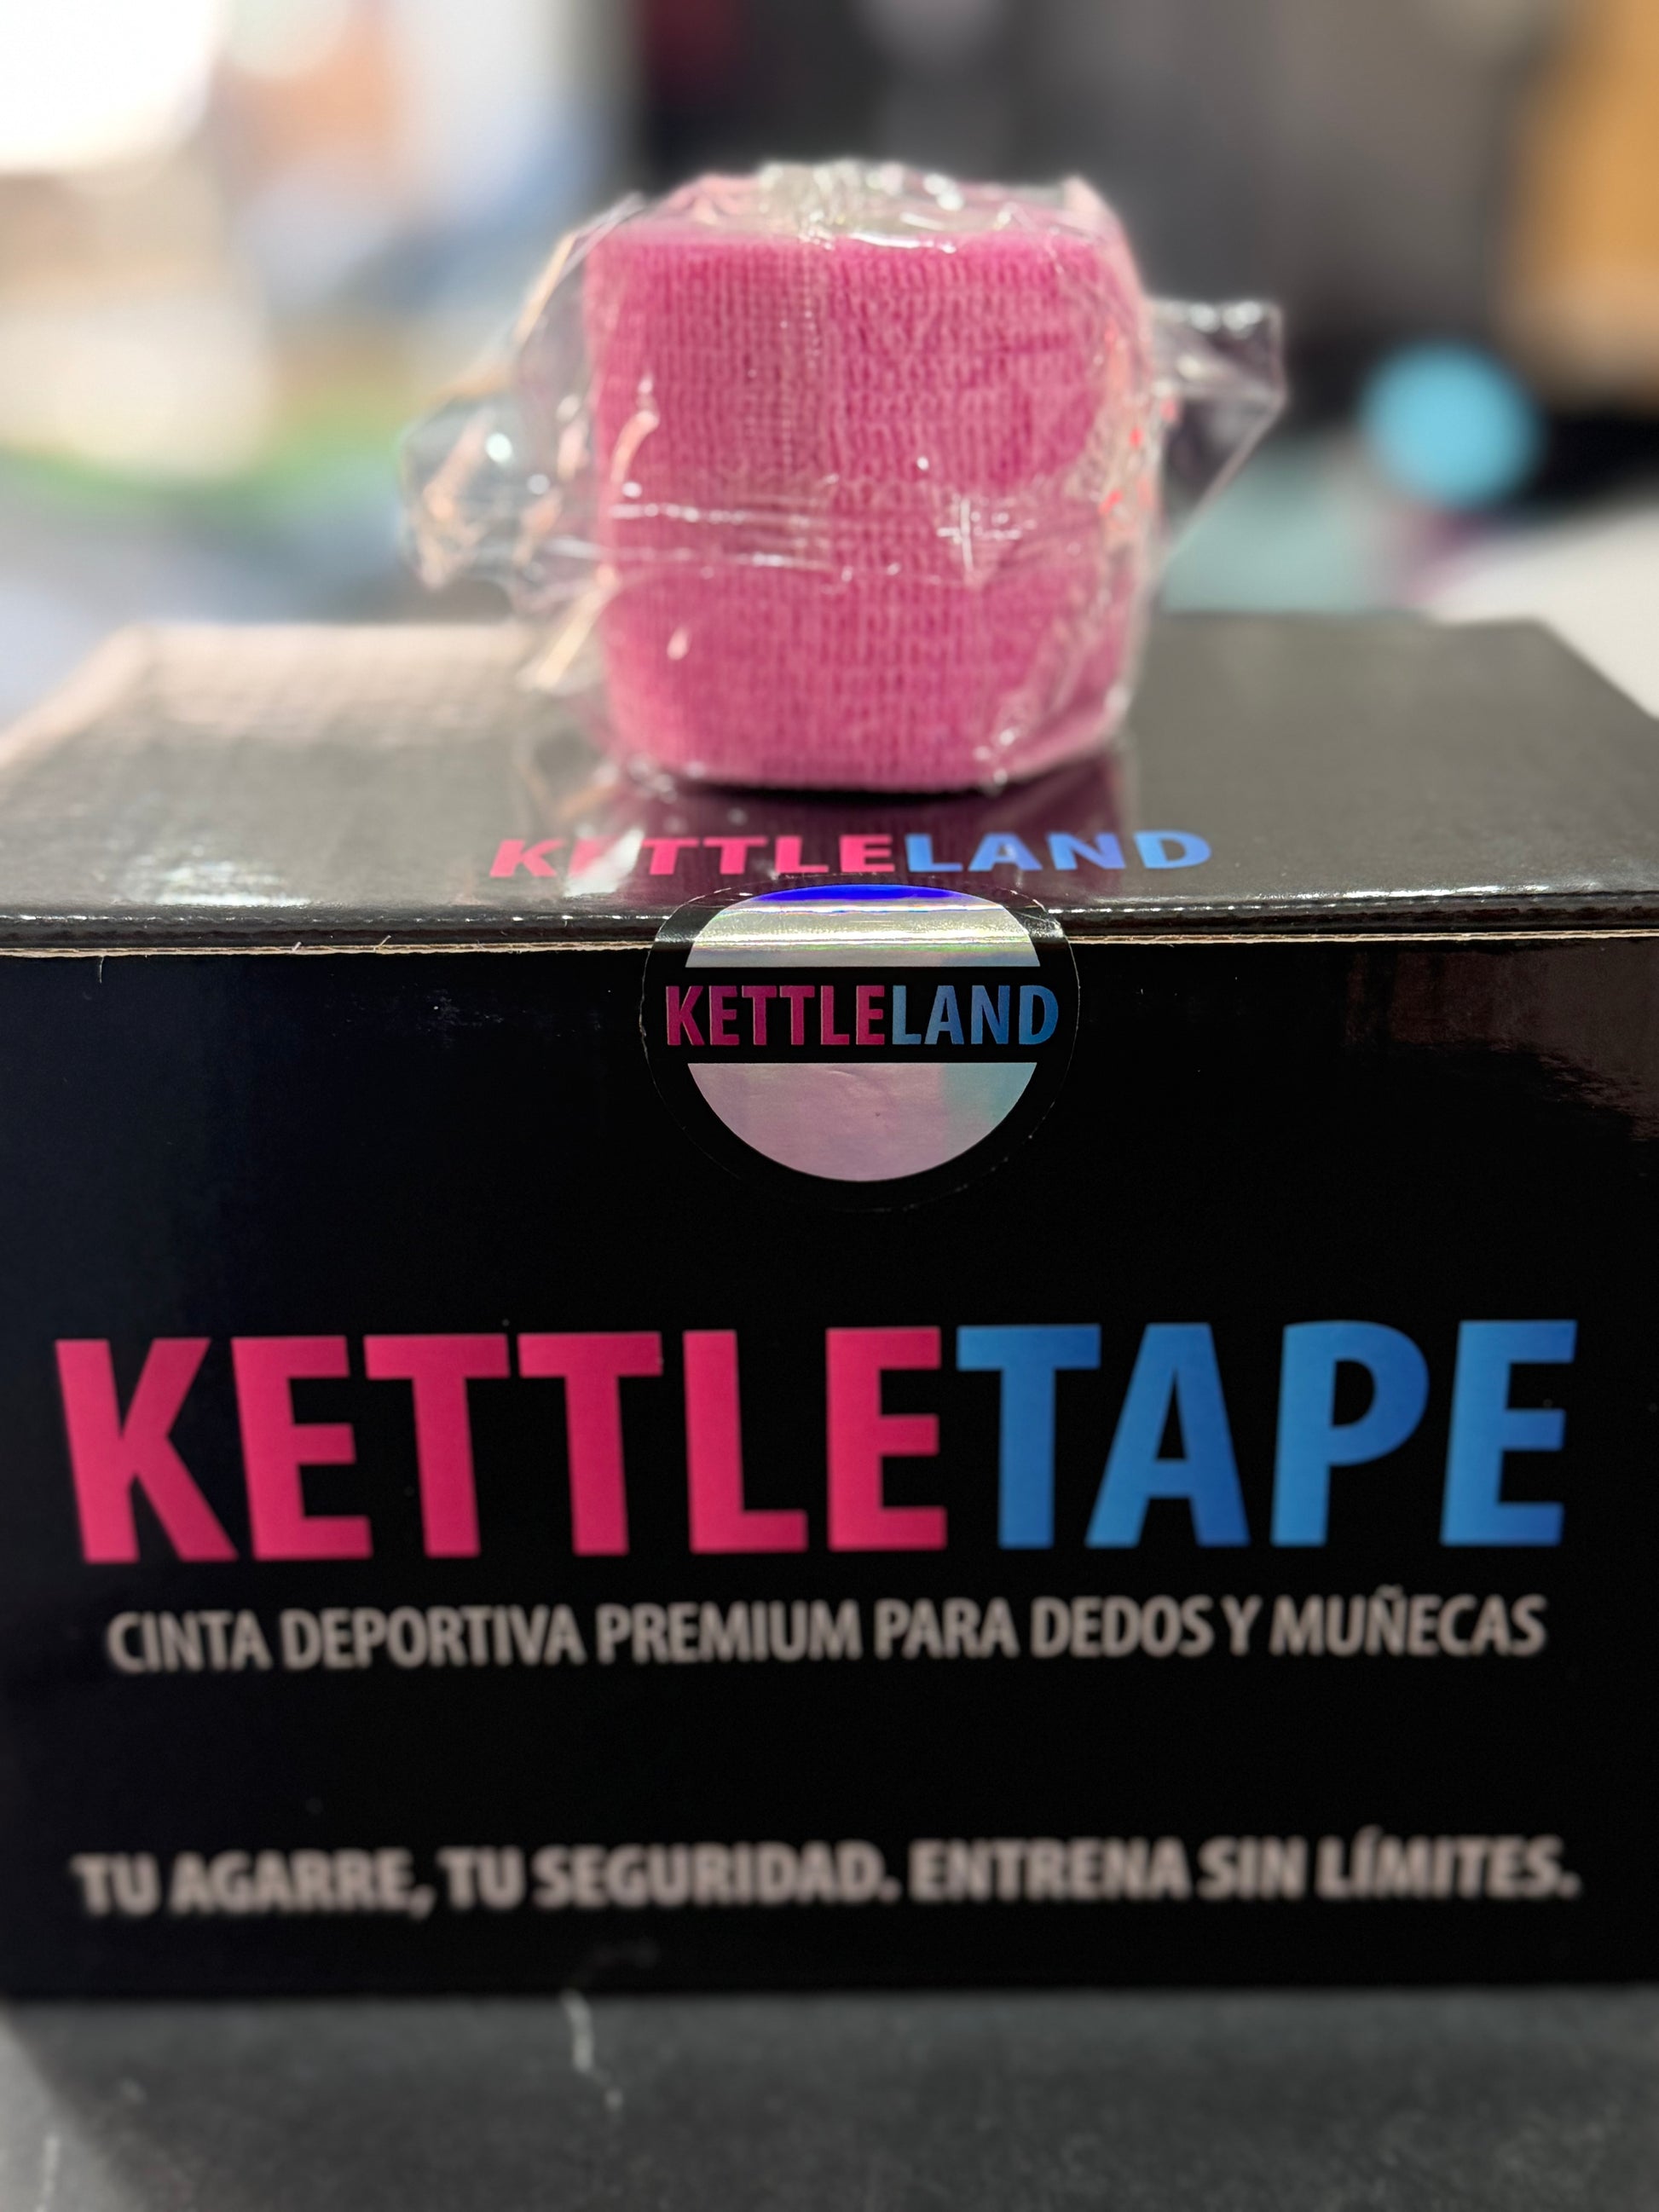 KETTLELAND
KETTLELAND
KETTLETAPE
CINTA DEPORTIVA PREMIUM PARA DEDOS Y MUÑECAS
TU AGARRE, TU SEGURIDAD. ENTRENA SIN LÍMITES.